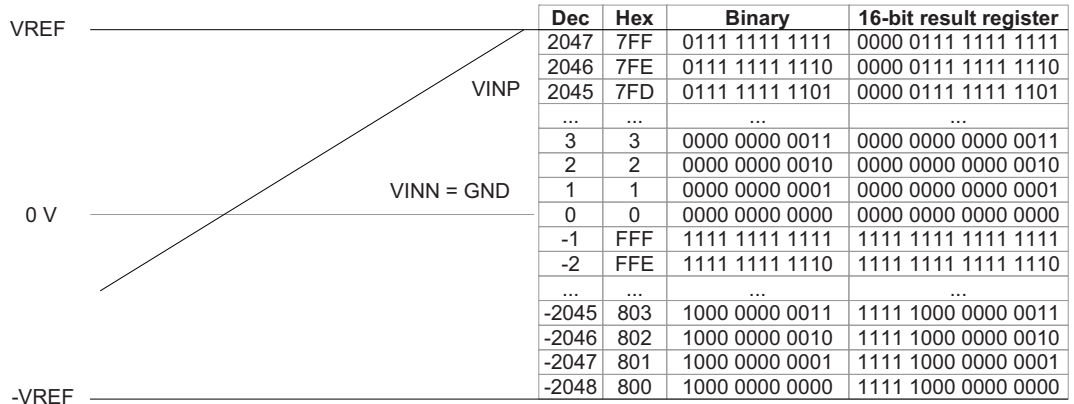 Dec Hex Binary 16-bit result register
VREF
2047 7FF 0111 1111 1111 0000 0111 1111 1111
2046 7FE 0111 1111 1110 0000 0111 1111 1110
VINP
2045 7FD 0111 1111 1101 0000 0111 1111 1101
... ... ... ...
3 3 0000 0000 0011 0000 0000 0000 0011
2 2 0000 0000 0010 0000 0000 0000 0010
VINN = GND
1 1 0000 0000 0001 0000 0000 0000 0001
0 V
0 0 0000 0000 0000 0000 0000 0000 0000
-1 FFF 1111 1111 1111 1111 1111 1111 1111
-2 FFE 1111 1111 1110 1111 1111 1111 1110
... ... ... ...
-2045 803 1000 0000 0011 1111 1000 0000 0011
-2046 802 1000 0000 0010 1111 1000 0000 0010
-2047 801 1000 0000 0001 1111 1000 0000 0001
-2048 800 1000 0000 0000 1111 1000 0000 0000
-VREF